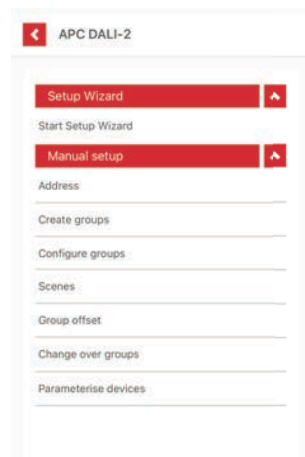 APC DALI-2
Setup Wizard
Start Setup Wizard
Manual setup
Address
Create groups
Configure groups
Scenes
Group offset
Change over groups
Parameterise devices